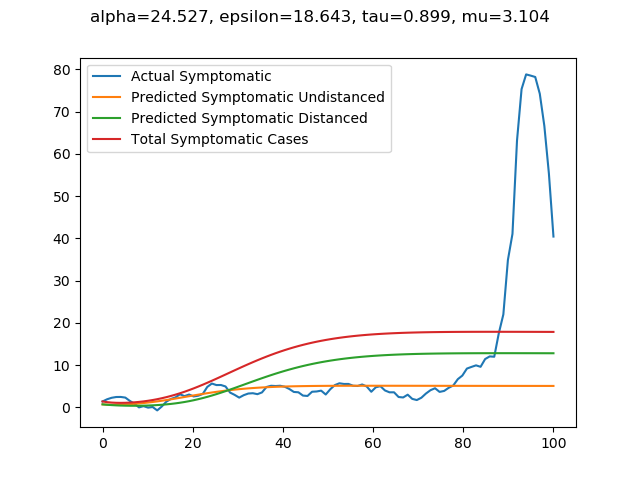 alpha=24.527, epsilon=18.643, tau=0.899, mu=3.104
Actual Symptomatic
Predicted Symptomatic Undistanced
Predicted Symptomatic Distanced
Total Symptomatic Cases
80
70
60
50
40
30
20
10
0
0 20 40 60 80 100